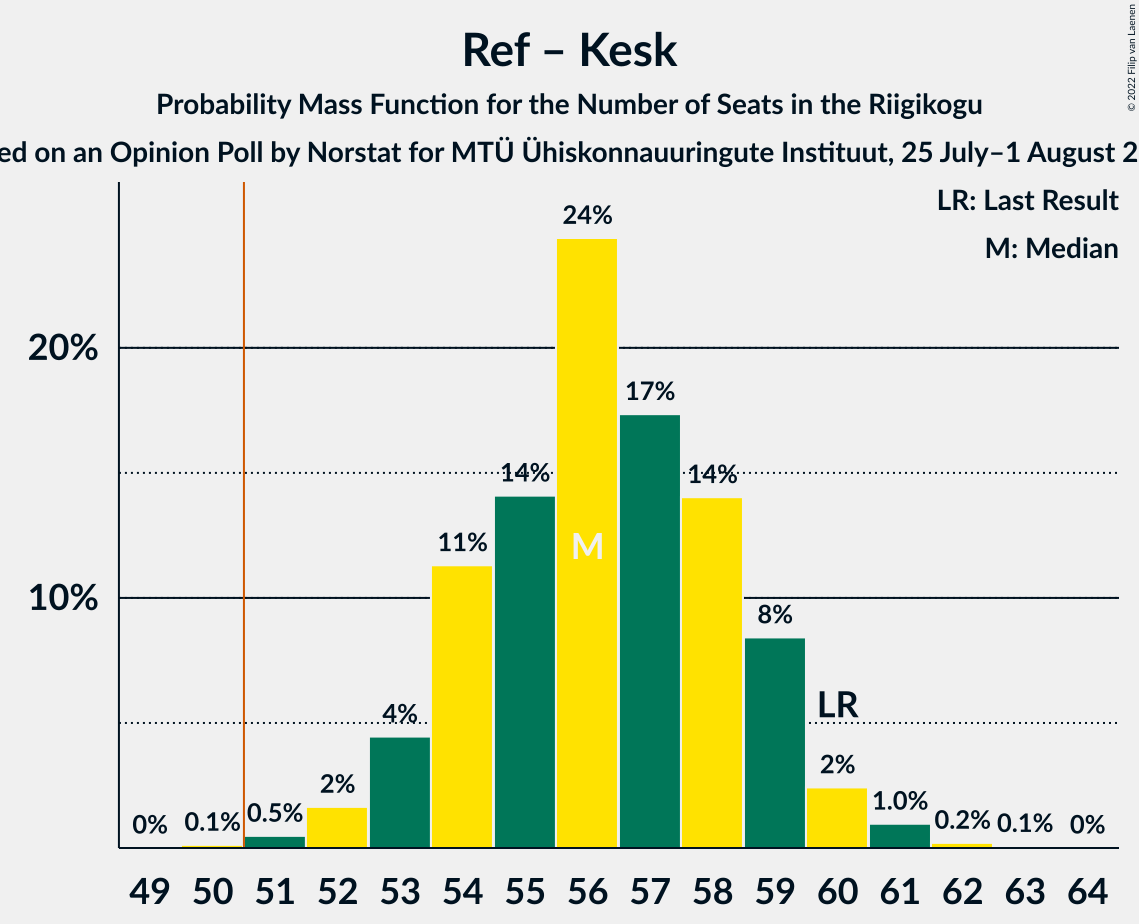 © 2022 Filip van Laenen
Ref – Kesk
Probability Mass Function for the Number of Seats in the Riigikogu
ed on an Opinion Poll by Norstat for MTÜ Ühiskonnauuringute Instituut, 25 July–1 August 2
LR: Last Result
M: Median
24%
20%
17%
14% 14%
M
11%
10%
8%
LR
4%
2% 2%
0% 0.1% 0.5% 1.0% 0.2% 0.1% 0%
49 50 51 52 53 54 55 56 57 58 59 60 61 62 63 64